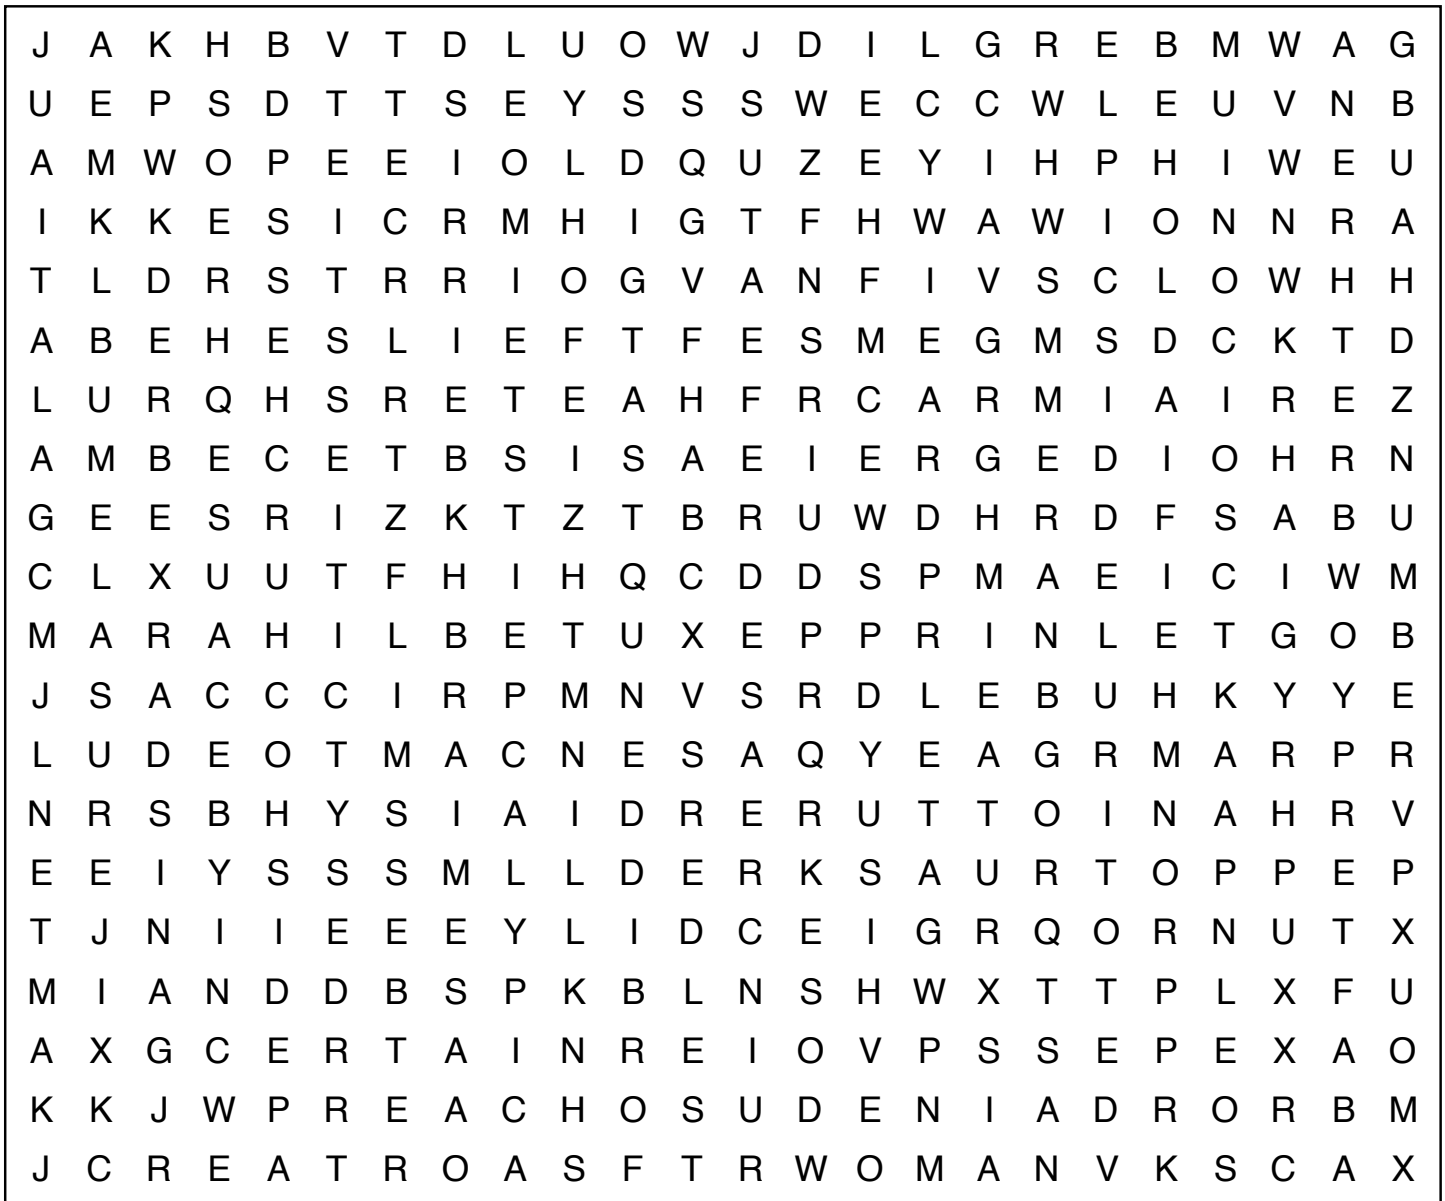 J A K H B V T D L U O W J D I L G R E B M W A G
U E P S D T T S E Y S S S W E C C W L E U V N B
A M W O P E E I O L D Q U Z E Y I H P H I W E U
I K K E S I C R M H I G T F H W A W I O N N R A
T L D R S T R R I O G V A N F I V S C L O W H H
A B E H E S L I E F T F E S M E G M S D C K T D
L U R Q H S R E T E A H F R C A R M I A I R E Z
A M B E C E T B S I S A E I E R G E D I O H R N
G E E S R I Z K T Z T B R U W D H R D F S A B U
C L X U U T F H I H Q C D D S P M A E I C I W M
M A R A H I L B E T U X E P P R I N L E T G O B
J S A C C C I R P M N V S R D L E B U H K Y Y E
L U D E O T M A C N E S A Q Y E A G R M A R P R
N R S B H Y S I A I D R E R U T T O I N A H R V
E E I Y S S S M L L D E R K S A U R T O P P E P
T J N I I E E E Y L I D C E I G R Q O R N U T X
M I A N D D B S P K B L N S H W X T T P L X F U
A X G C E R T A I N R E I O V P S S E P E X A O
K K J W P R E A C H O S U D E N I A D R O R B M
J C R E A T R O A S F T R W O M A N V K S C A X